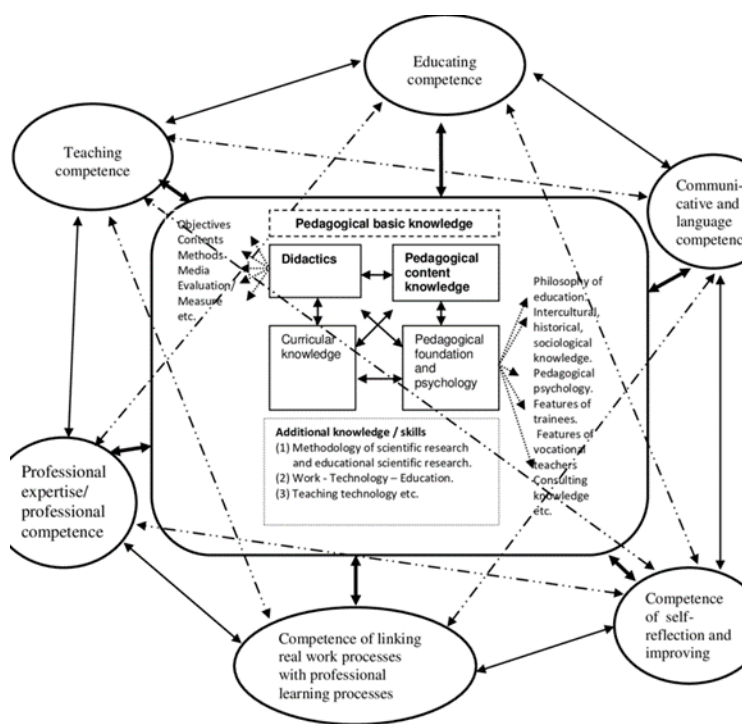 Educating
competence
Teaching
competence
Communi-
cative and
language
competence
Pedagogical basic knowledge
Objectives
Contents
Methods
Media
Evaluation/
Measure
etc.
Didactics
Pedagogical
content
knowledge
Curricular
knowledge
Pedagogical
foundation
and
psychology
Philosophy of
education.
Intercultural,
historical,
sociological
knowledge.
Pedagogical
psychology.
Features of
trainees.
Features of
vocational
teachers
Consulting
knowledge
etc.
Additional knowledge / skills
(1) Methodology of scientific research
and educational scientific research.
(2) Work - Technology – Education.
(3) Teaching technology etc.
Professional
expertise/
professional
competence
Competence of linking
real work processes
with professional
learning processes
Competence
of self-
reflection and
improving